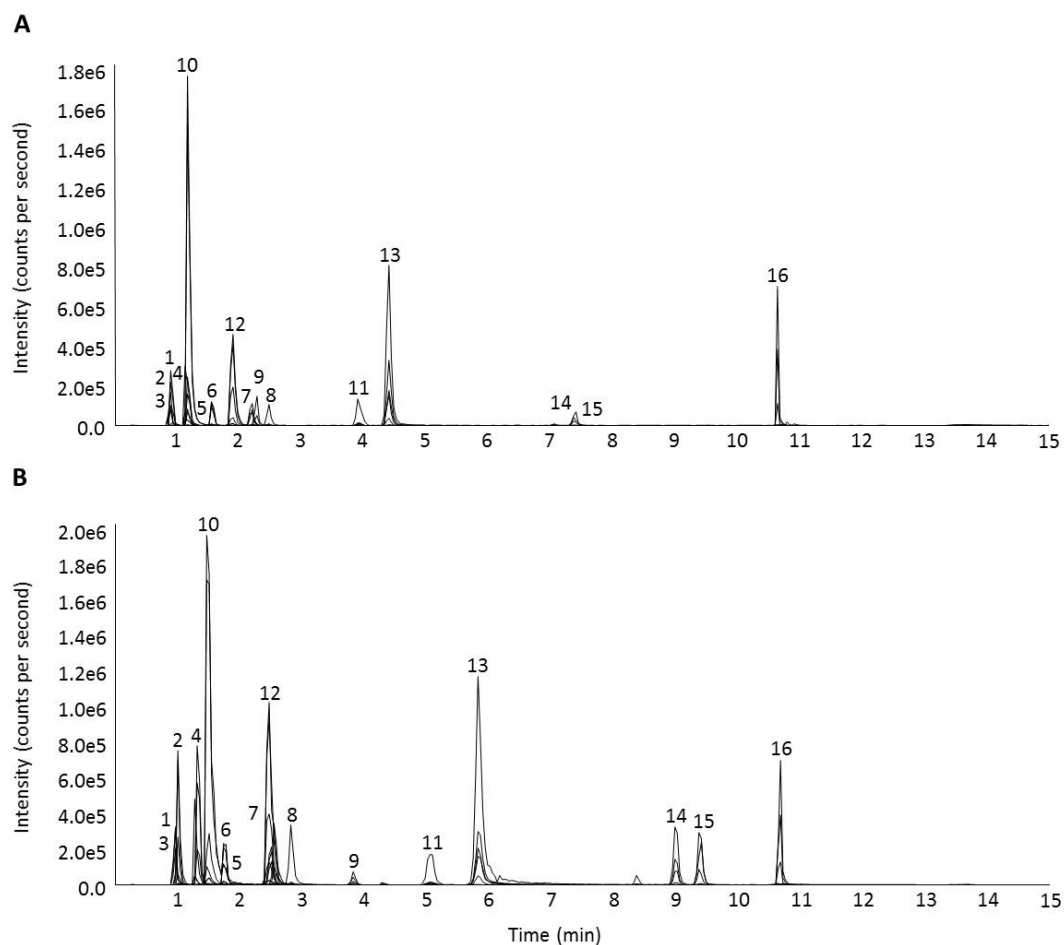 A
Intensity (counts per second)
1.8e6
1.6e6
1.4e6
1.2e6
1.0e6
8.0e5
6.0e5
4.0e5
2.0e5
0.0
10
13
16
12
1
2
4
3
5
6
7
9
8
11
14
15
1 2 3 4 5 6 7 8 9 10 11 12 13 14 15
B
Intensity (counts per second)
2.0e6
1.8e6
1.6e6
1.4e6
1.2e6
1.0e6
8.0e5
6.0e5
4.0e5
2.0e5
0.0
10
13
12
2
4
16
1
3
6
5
7
8
9
11
14
15
1 2 3 4 5 6 7 8 9 10 11 12 13 14 15
Time (min)